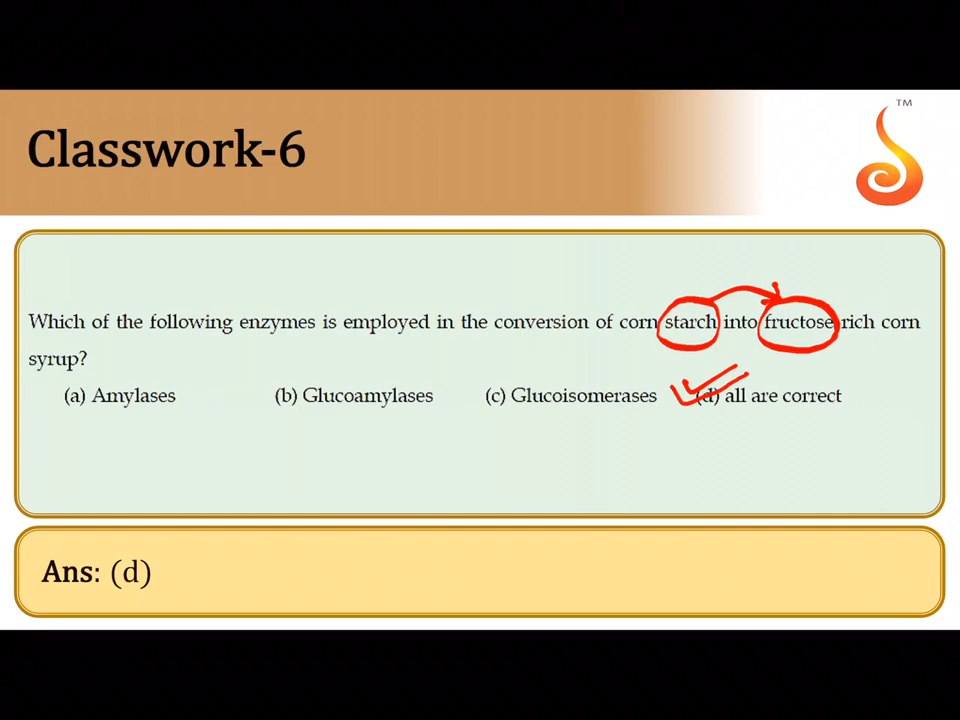 TM
Classwork-6
Which of the following enzymes is employed in the conversion of corn starch into fructose rich corn
syrup?
(a) Amylases (b) Glucoamylases (c) Glucoisomerases (d) all are correct
Ans: (d)